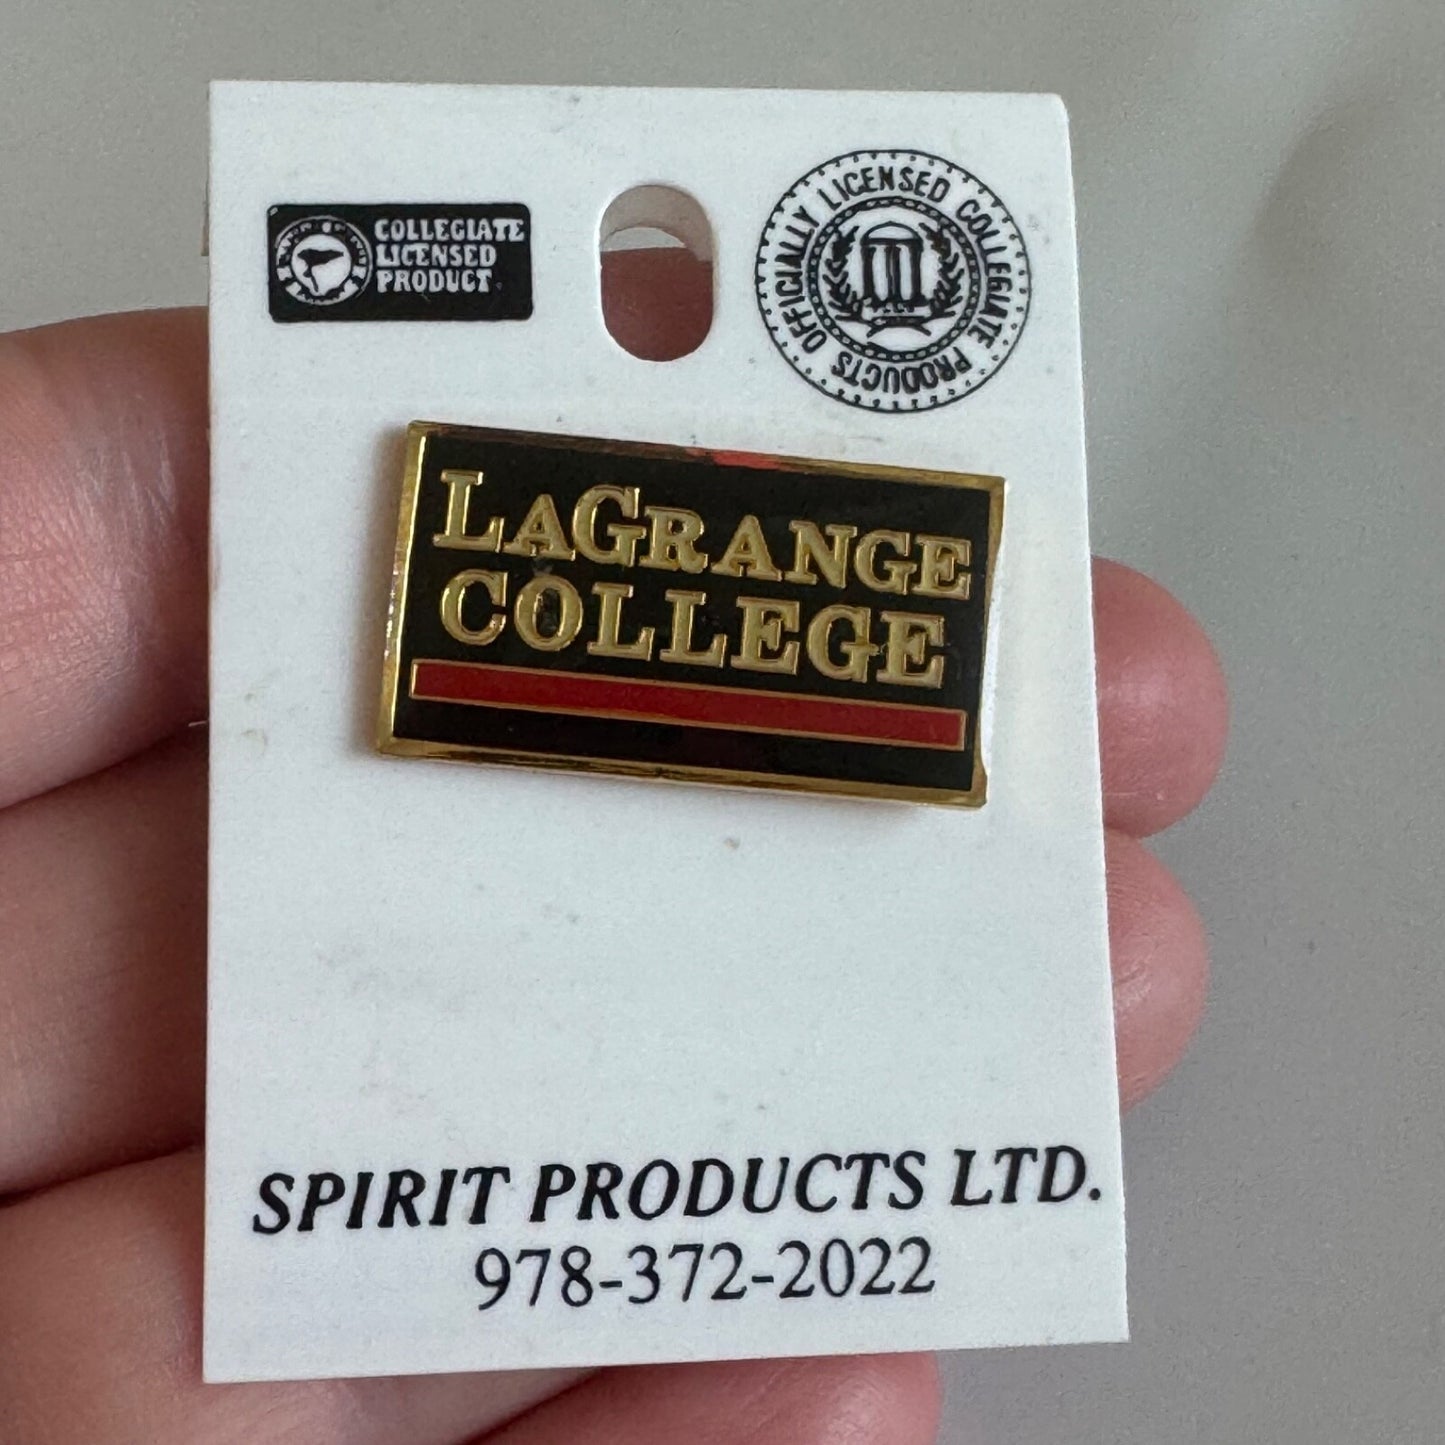 COLLEGIATE
LICENSED
PRODUCT
OFFICIALLY LICENSED COLLEGIATE PRODUCTS
LAGRANGE
COLLEGE
SPIRIT PRODUCTS LTD.
978-372-2022